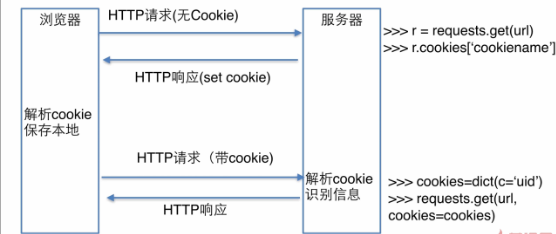 浏览器
HTTP请求(无Cookie)
服务器
>>> r = requests.get(url)
>>> r.cookies['cookiename']
HTTP响应(set cookie)
解析cookie
保存本地
HTTP请求（带cookie)
解析cookie
识别信息
>>> cookies=dict(c='uid')
>>> requests.get(url,
cookies=cookies)
HTTP响应